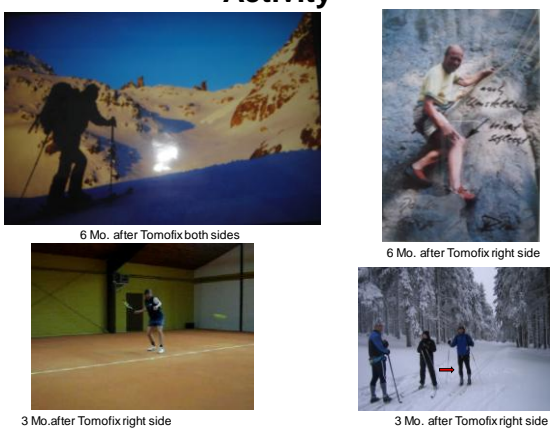 Activity
6 Mo. after Tomofix both sides
6 Mo. after Tomofix right side
3 Mo.after Tomofix right side
3 Mo. after Tomofix right side